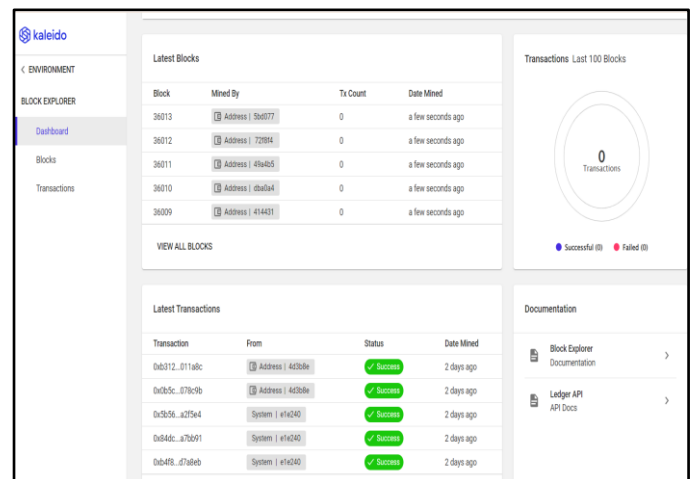 kaleido
< ENVIRONMENT
BLOCK EXPLORER
Dashboard
Blocks
Transactions
Latest Blocks
Block Mined By Tx Count Date Mined
36013 Address | 5bd077 0 a few seconds ago
36012 Address | 72f8f4 0 a few seconds ago
36011 Address | 49a4b5 0 a few seconds ago
36010 Address | dba0a4 0 a few seconds ago
36009 Address | 414431 0 a few seconds ago
VIEW ALL BLOCKS
Transactions Last 100 Blocks
0
Transactions
Successful (0) Failed (0)
Latest Transactions
Transaction From Status Date Mined
0xb312...011a8c Address | 4d3b8e Success 2 days ago
0x0b5c...078c9b Address | 4d3b8e Success 2 days ago
0x5b56...a2f5e4 System | e1e240 Success 2 days ago
0x84dc...a7bb91 System | e1e240 Success 2 days ago
0xb4f8...d7a8eb System | e1e240 Success 2 days ago
Documentation
Block Explorer
Documentation
Ledger API
API Docs